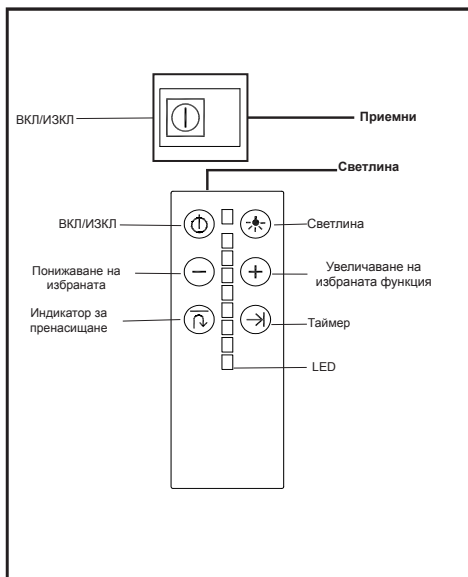 ВКЛ/ИЗКЛ
Приемни
Светлина
ВКЛ/ИЗКЛ
Светлина
Понижаване на
избраната
Увеличаване на
избраната функция
Индикатор за
пренасищане
Таймер
LED